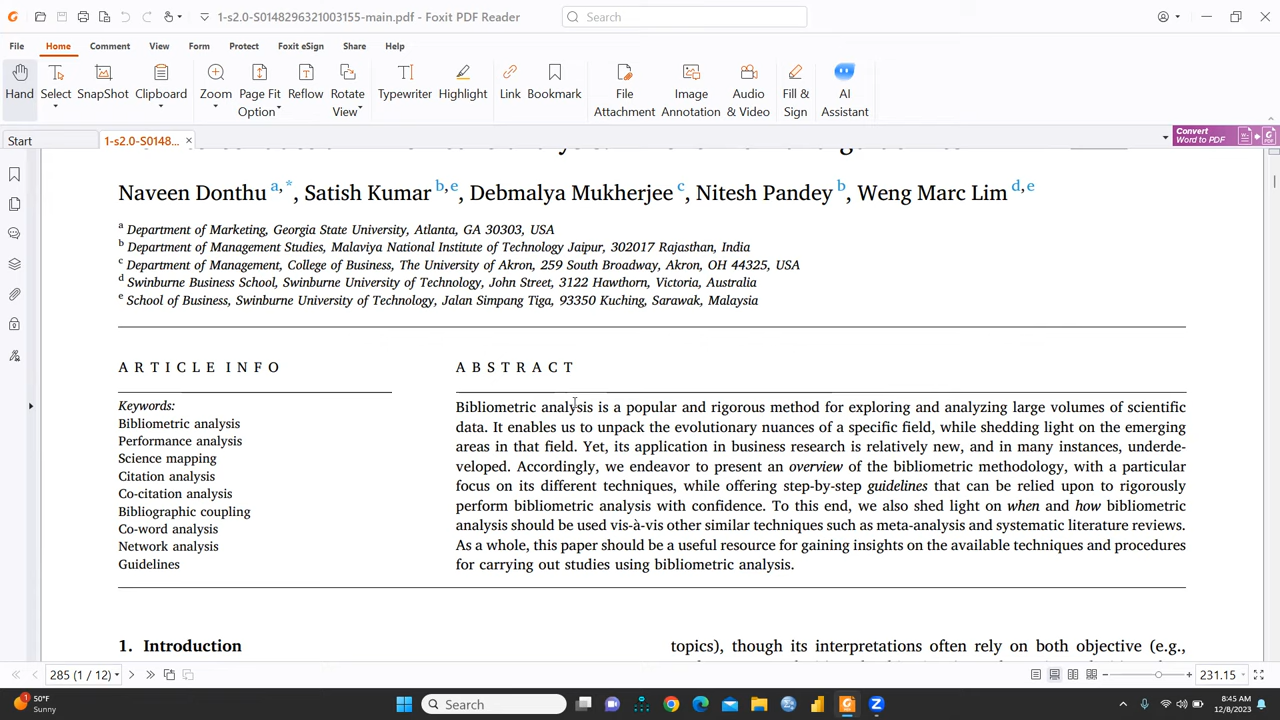 1-s2.0-S0148296321003155-main.pdf - Foxit PDF Reader
Search
File Home Comment View Form Protect Foxit eSign Share Help
Hand Select SnapShot Clipboard Zoom Page Fit Option Reflow Rotate View Typewriter Highlight Link Bookmark File Attachment Image Annotation Audio & Video Fill & Sign AI Assistant
Start 1-s2.0-S0148... Convert Word to PDF
Naveen Donthu a,*, Satish Kumar b,e, Debmalya Mukherjee c, Nitesh Pandey b, Weng Marc Lim d,e
a Department of Marketing, Georgia State University, Atlanta, GA 30303, USA
b Department of Management Studies, Malaviya National Institute of Technology Jaipur, 302017 Rajasthan, India
c Department of Management, College of Business, The University of Akron, 259 South Broadway, Akron, OH 44325, USA
d Swinburne Business School, Swinburne University of Technology, John Street, 3122 Hawthorn, Victoria, Australia
e School of Business, Swinburne University of Technology, Jalan Simpang Tiga, 93350 Kuching, Sarawak, Malaysia
ARTICLE INFO
Keywords:
Bibliometric analysis
Performance analysis
Science mapping
Citation analysis
Co-citation analysis
Bibliographic coupling
Co-word analysis
Network analysis
Guidelines
ABSTRACT
Bibliometric analysis is a popular and rigorous method for exploring and analyzing large volumes of scientific
data. It enables us to unpack the evolutionary nuances of a specific field, while shedding light on the emerging
areas in that field. Yet, its application in business research is relatively new, and in many instances, underde-
veloped. Accordingly, we endeavor to present an overview of the bibliometric methodology, with a particular
focus on its different techniques, while offering step-by-step guidelines that can be relied upon to rigorously
perform bibliometric analysis with confidence. To this end, we also shed light on when and how bibliometric
analysis should be used vis-à-vis other similar techniques such as meta-analysis and systematic literature reviews.
As a whole, this paper should be a useful resource for gaining insights on the available techniques and procedures
for carrying out studies using bibliometric analysis.
1. Introduction
topics), though its interpretations often rely on both objective (e.g.,
285 (1 / 12) 231.15
50°F
Sunny
Search
8:45 AM
12/8/2023